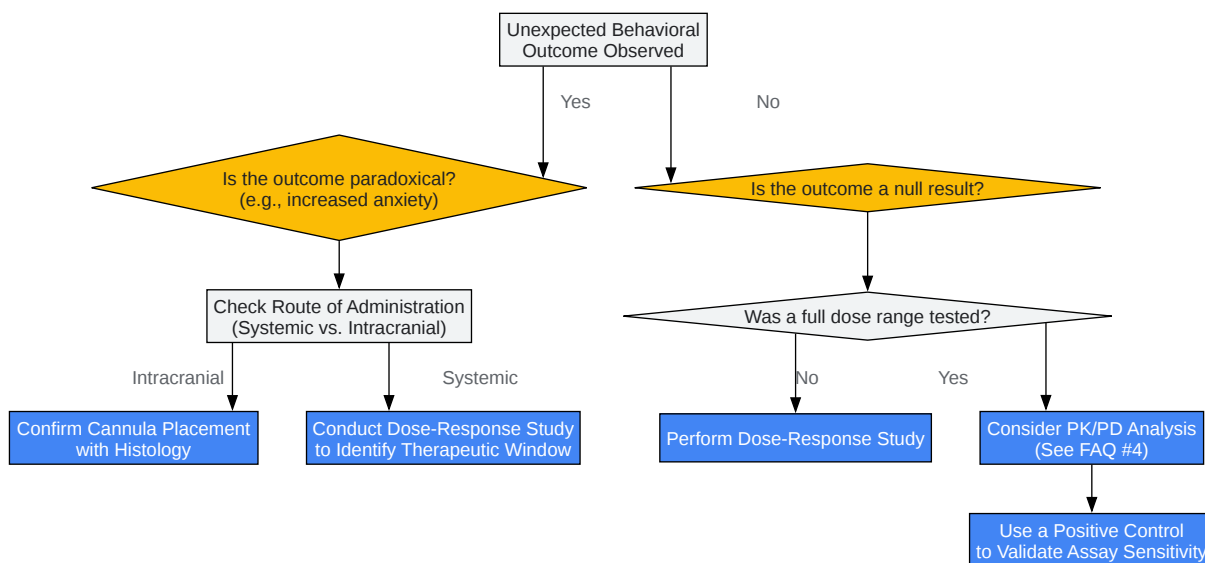 Unexpected Behavioral
Outcome Observed
Yes
No
Is the outcome paradoxical?
(e.g., increased anxiety)
Is the outcome a null result?
Check Route of Administration
(Systemic vs. Intracranial)
Was a full dose range tested?
Intracranial
Systemic
No
Yes
Confirm Cannula Placement
with Histology
Conduct Dose-Response Study
to Identify Therapeutic Window
Perform Dose-Response Study
Consider PK/PD Analysis
(See FAQ #4)
Use a Positive Control
to Validate Assay Sensitivity